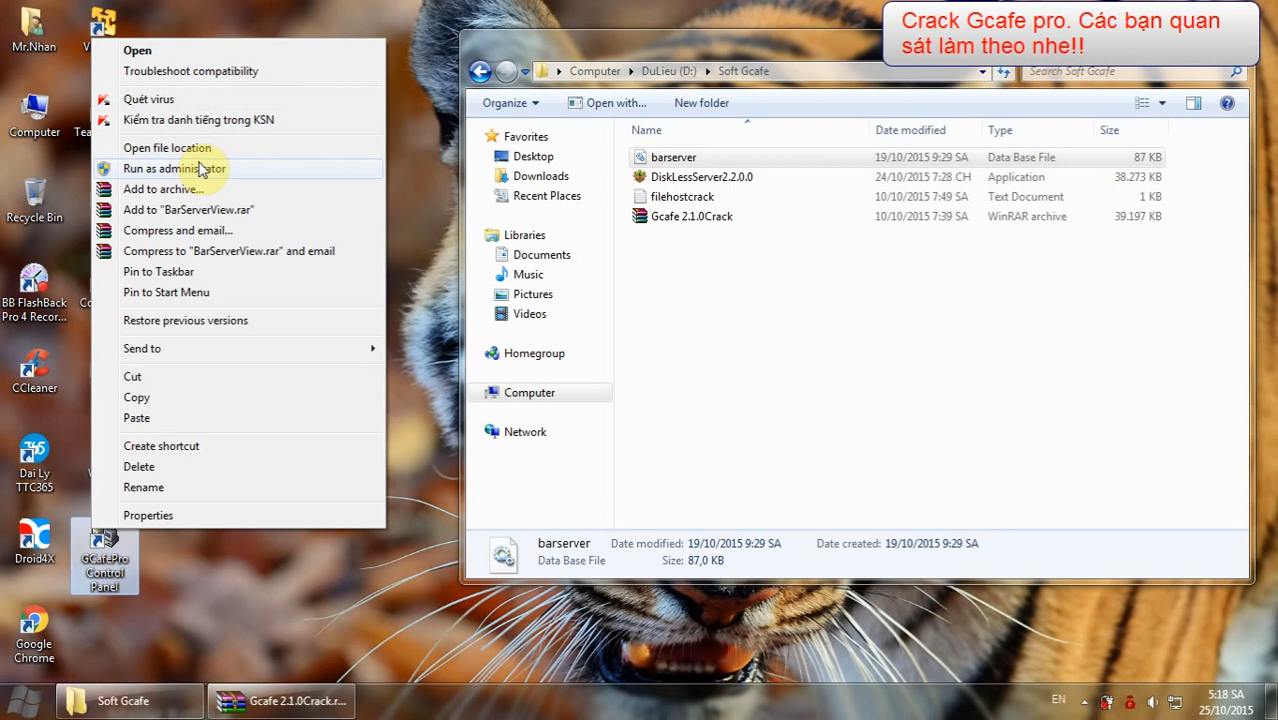 Crack Gcafe pro. Các bạn quan
sát làm theo nhe!!
Mr.Nhan
Computer
Recycle Bin
BB FlashBack
Pro 4 Recor...
CCleaner
Dai Ly
TTC365
Droid4X
Google
Chrome
GCafePro
Control
Panel
Open
Troubleshoot compatibility
Quét virus
Kiểm tra danh tiếng trong KSN
Open file location
Run as administrator
Add to archive...
Add to "BarServerView.rar"
Compress and email...
Compress to "BarServerView.rar" and email
Pin to Taskbar
Pin to Start Menu
Restore previous versions
Send to
Cut
Copy
Paste
Create shortcut
Delete
Rename
Properties
Computer DuLieu (D:) Soft Gcafe
Search Soft Gcafe
Organize Open with... New folder
Favorites
Desktop
Downloads
Recent Places
Libraries
Documents
Music
Pictures
Videos
Homegroup
Computer
Network
Name Date modified Type Size
barserver 19/10/2015 9:29 SA Data Base File 87 KB
DiskLessServer2.2.0.0 24/10/2015 7:28 CH Application 38.273 KB
filehostcrack 10/10/2015 7:49 SA Text Document 1 KB
Gcafe 2.1.0Crack 10/10/2015 7:39 SA WinRAR archive 39.197 KB
barserver Date modified: 19/10/2015 9:29 SA Date created: 19/10/2015 9:29 SA
Data Base File Size: 87,0 KB
Soft Gcafe
Gcafe 2.1.0Crack.r...
EN
5:18 SA
25/10/2015